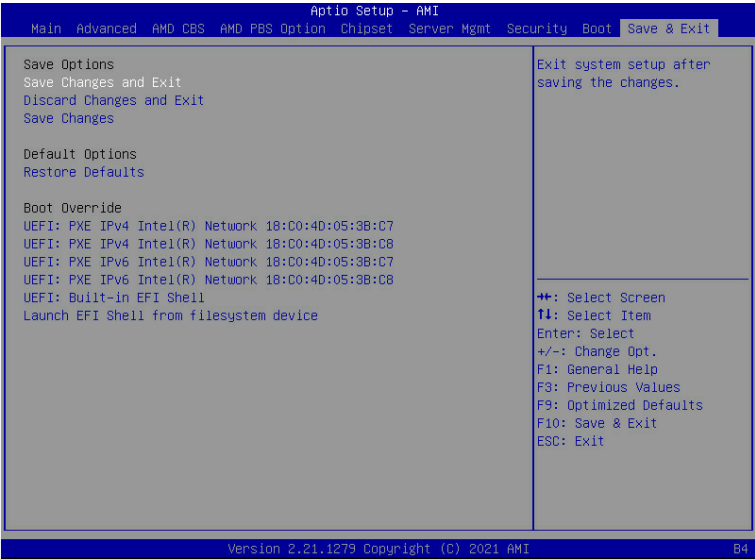 Aptio Setup – AMI
Main Advanced AMD CBS AMD PBS Option Chipset Server Mgmt Security Boot Save & Exit
Save Options
Save Changes and Exit
Discard Changes and Exit
Save Changes
Default Options
Restore Defaults
Boot Override
UEFI: PXE IPv4 Intel(R) Network 18:C0:4D:05:3B:C7
UEFI: PXE IPv4 Intel(R) Network 18:C0:4D:05:3B:C8
UEFI: PXE IPv6 Intel(R) Network 18:C0:4D:05:3B:C7
UEFI: PXE IPv6 Intel(R) Network 18:C0:4D:05:3B:C8
UEFI: Built-in EFI Shell
Launch EFI Shell from filesystem device
Exit system setup after
saving the changes.
→←: Select Screen
↑↓: Select Item
Enter: Select
+/-: Change Opt.
F1: General Help
F3: Previous Values
F9: Optimized Defaults
F10: Save & Exit
ESC: Exit
Version 2.21.1279 Copyright (C) 2021 AMI
B4